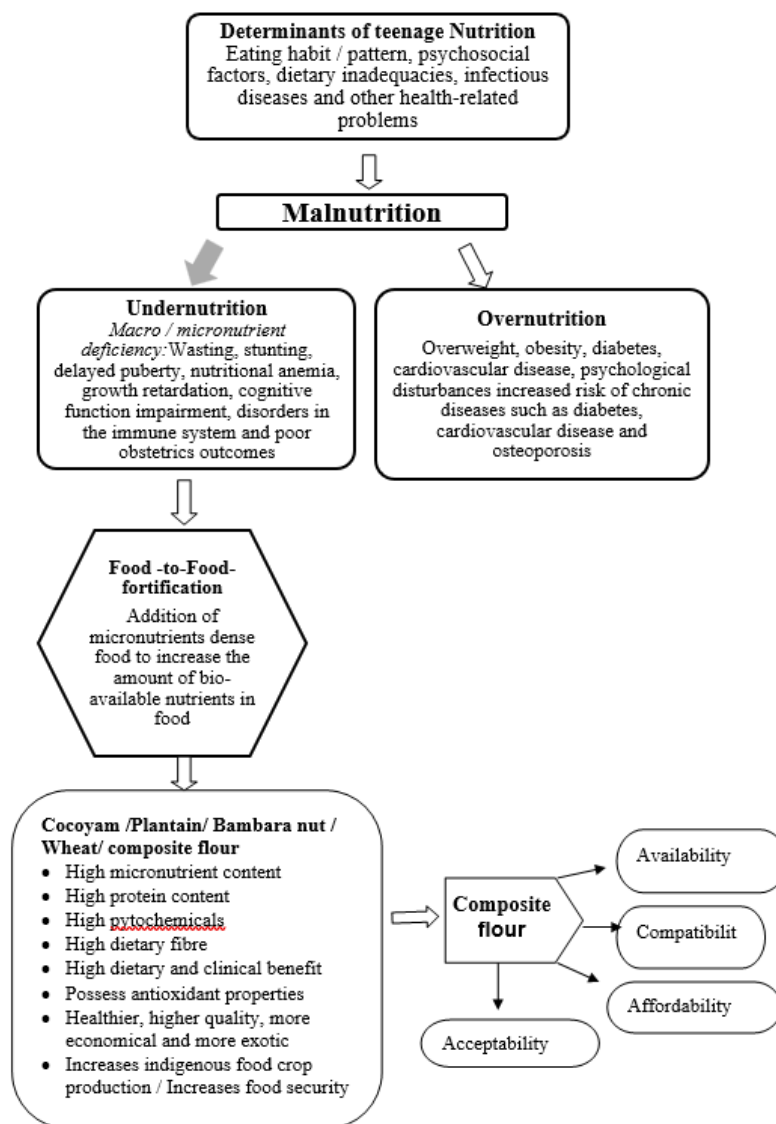 Determinants of teenage Nutrition
Eating habit / pattern, psychosocial
factors, dietary inadequacies, infectious
diseases and other health-related
problems
Malnutrition
Undernutrition
Macro / micronutrient
deficiency:Wasting, stunting,
delayed puberty, nutritional anemia,
growth retardation, cognitive
function impairment, disorders in
the immune system and poor
obstetrics outcomes
Overnutrition
Overweight, obesity, diabetes,
cardiovascular disease, psychological
disturbances increased risk of chronic
diseases such as diabetes,
cardiovascular disease and
osteoporosis
Food -to-Food-
fortification
Addition of
micronutrients dense
food to increase the
amount of bio-
available nutrients in
food
Cocoyam /Plantain/ Bambara nut /
Wheat/ composite flour
• High micronutrient content
• High protein content
• High pytochemicals
• High dietary fibre
• High dietary and clinical benefit
• Possess antioxidant properties
• Healthier, higher quality, more
economical and more exotic
• Increases indigenous food crop
production / Increases food security
Composite
flour
Availability
Compatibilit
Affordability
Acceptability